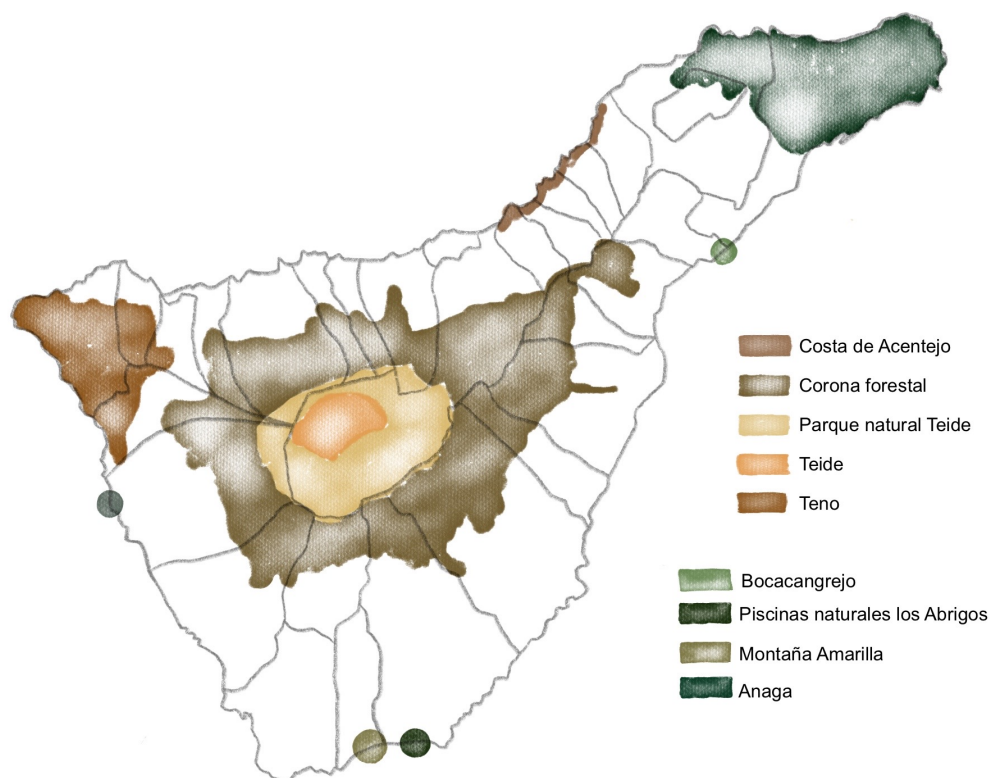 Costa de Acentejo
Corona forestal
Parque natural Teide
Teide
Teno
Bocacangrejo
Piscinas naturales los Abrigos
Montaña Amarilla
Anaga